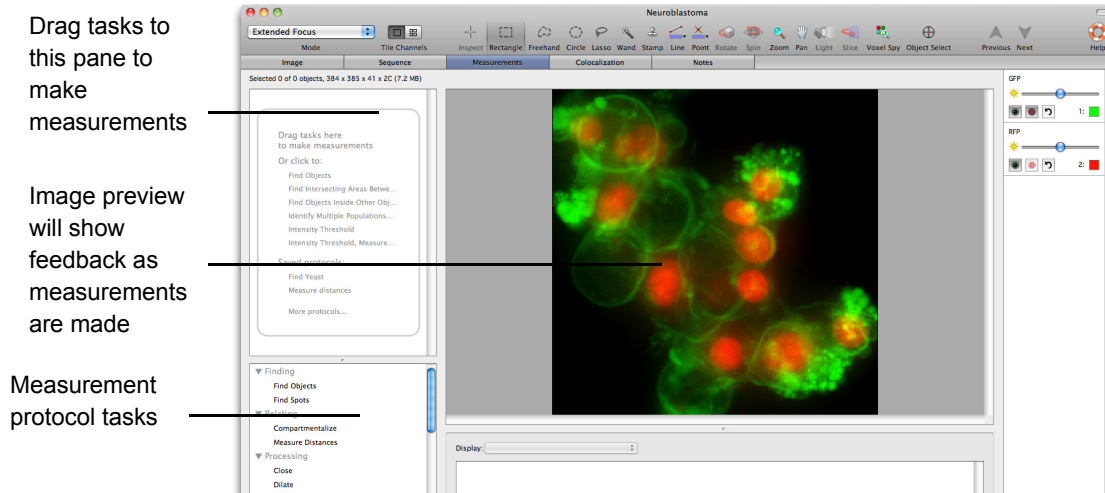 Drag tasks to
this pane to
make
measurements
Image preview
will show
feedback as
measurements
are made
Measurement
protocol tasks
Neuroblastoma
Extended Focus
Mode
Tile Channels
Inspect Rectangle Freehand Circle Lasso Wand Stamp Line Point Rotate Spin Zoom Pan Light Slice Voxel Spy Object Select
Previous Next
Help
Image Sequence Measurements Colocalization Notes
Selected 0 of 0 objects, 384 x 385 x 41 x 2C (7.2 MB)
Drag tasks here
to make measurements
Or click to:
Find Objects
Find Intersecting Areas Betwe...
Find Objects Inside Other Obj...
Identify Multiple Populations...
Intensity Threshold
Intensity Threshold, Measure...
Saved protocols:
Find Yeast
Measure distances
More protocols...
Finding
Find Objects
Find Spots
Relating
Compartmentalize
Measure Distances
Processing
Close
Dilate
Display:
GFP
1:
RFP
2: